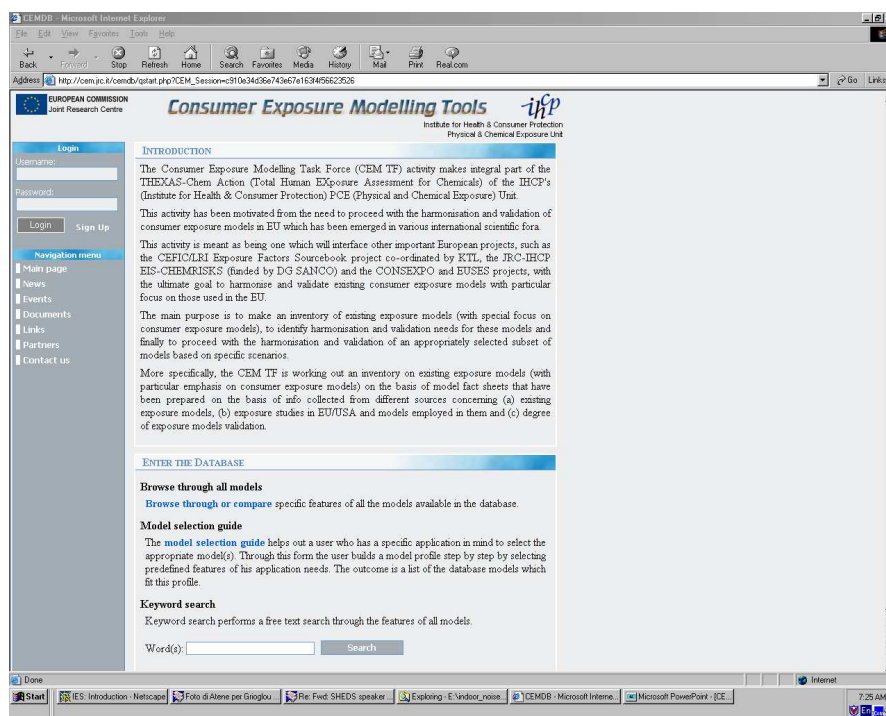 CEMDB - Microsoft Internet Explorer
File Edit View Favorites Tools Help
Back Forward Stop Refresh Home Search Favorites Media History Mail Print Real.com
Address http://cem.jrc.it/cemdb/qstart.php?CEM_Session=c910e34d36e743e67e163f4f56623526 Go Links
EUROPEAN COMMISSION
Joint Research Centre
Consumer Exposure Modelling Tools
ihcp
Institute for Health & Consumer Protection
Physical & Chemical Exposure Unit
Login
Username:
Password:
Login Sign Up
Navigation menu
Main page
News
Events
Documents
Links
Partners
Contact us
INTRODUCTION
The Consumer Exposure Modelling Task Force (CEM TF) activity makes integral part of the
THEXAS-Chem Action (Total Human EXposure Assessment for Chemicals) of the IHCP's
(Institute for Health & Consumer Protection) PCE (Physical and Chemical Exposure) Unit.
This activity has been motivated from the need to proceed with the harmonisation and validation of
consumer exposure models in EU which has been emerged in various international scientific fora.
This activity is meant as being one which will interface other important European projects, such as
the CEFIC/LRI Exposure Factors Sourcebook project co-ordinated by KTL, the JRC-IHCP
EIS-CHEMRISKS (funded by DG SANCO) and the CONSEXPO and EUSES projects, with
the ultimate goal to harmonise and validate existing consumer exposure models with particular
focus on those used in the EU.
The main purpose is to make an inventory of existing exposure models (with special focus on
consumer exposure models), to identify harmonisation and validation needs for these models and
finally to proceed with the harmonisation and validation of an appropriately selected subset of
models based on specific scenarios.
More specifically, the CEM TF is working out an inventory on existing exposure models (with
particular emphasis on consumer exposure models) on the basis of model fact sheets that have
been prepared on the basis of info collected from different sources concerning (a) existing
exposure models, (b) exposure studies in EU/USA and models employed in them and (c) degree
of exposure models validation.
ENTER THE DATABASE
Browse through all models
Browse through or compare specific features of all the models available in the database.
Model selection guide
The model selection guide helps out a user who has a specific application in mind to select the
appropriate model(s). Through this form the user builds a model profile step by step by selecting
predefined features of his application needs. The outcome is a list of the database models which
fit this profile.
Keyword search
Keyword search performs a free text search through the features of all models.
Word(s): Search
Done Internet
Start IES: Introduction - Netscape Foto di Atene per Grioglou ... Re: Fwd: SHEDS speaker ... Exploring - E:\indoor_noise... CEMDB - Microsoft Interne... Microsoft PowerPoint - [CE... 7:25 AM
En